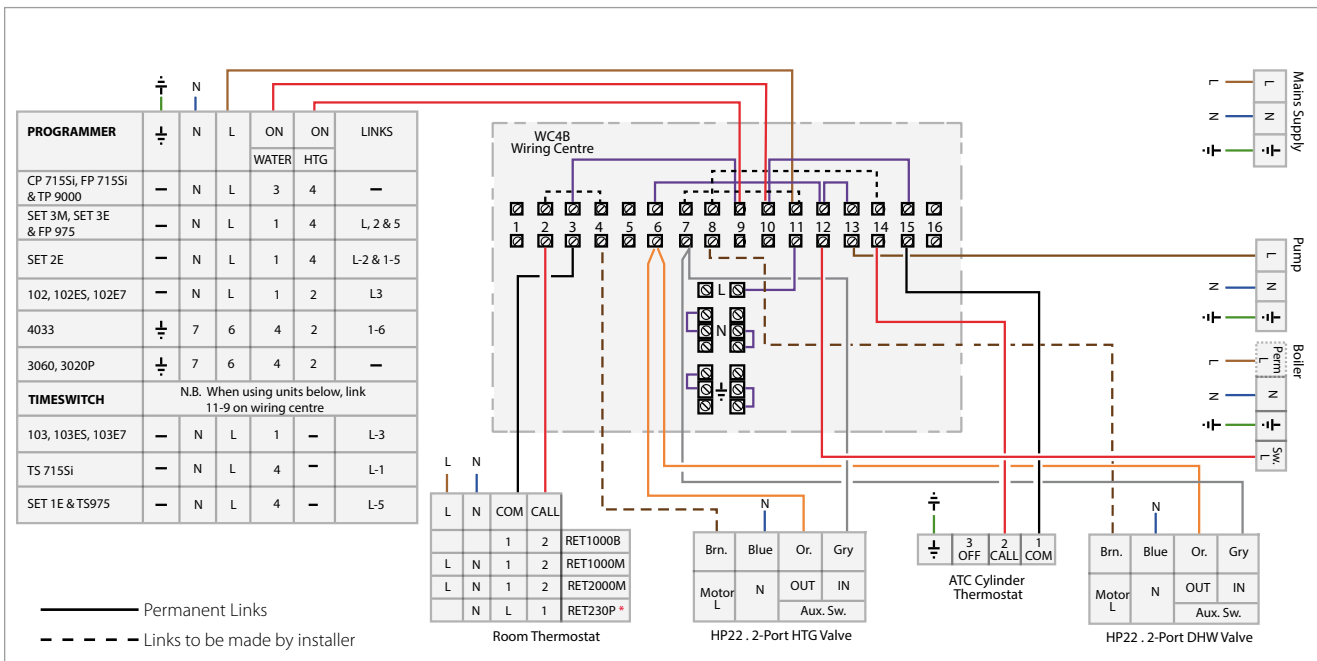 N
PROGRAMMER N L ON ON LINKS
WATER HTG
CP 715Si, FP 715Si
& TP 9000 – N L 3 4 –
SET 3M, SET 3E
& FP 975 – N L 1 4 L, 2 & 5
SET 2E – N L 1 4 L-2 & 1-5
102, 102ES, 102E7 – N L 1 2 L3
4033 7 6 4 2 1-6
3060, 3020P 7 6 4 2 –
TIMESWITCH N.B. When using units below, link
11-9 on wiring centre
103, 103ES, 103E7 – N L 1 – L-3
TS 715Si – N L 4 – L-1
SET 1E & TS975 – N L 4 – L-5
WC4B
Wiring Centre
1 2 3 4 5 6 7 8 9 10 11 12 13 14 15 16
L
N
L L
N N
Mains Supply
L
N N
Pump
L Perm L
N N
Sw. L
Boiler
L N
L N COM CALL
1 2 RET1000B
L N 1 2 RET1000M
L N 1 2 RET2000M
N L 1 RET230P *
Room Thermostat
N
Brn. Blue Or. Gry
Motor L N OUT IN
Aux. Sw.
HP22 . 2-Port HTG Valve
3 OFF 2 CALL 1 COM
ATC Cylinder
Thermostat
N
Brn. Blue Or. Gry
Motor L N OUT IN
Aux. Sw.
HP22 . 2-Port DHW Valve
Permanent Links
Links to be made by installer